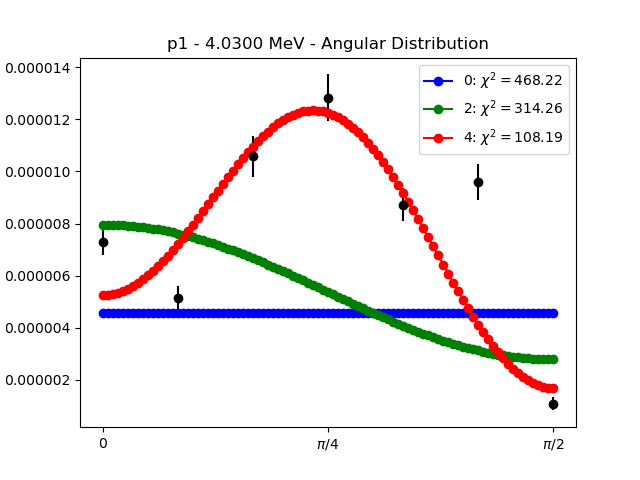 p1 - 4.0300 MeV - Angular Distribution
0.000014
0.000012
0.000010
0.000008
0.000006
0.000004
0.000002
0: χ² = 468.22
2: χ² = 314.26
4: χ² = 108.19
0
π/4
π/2